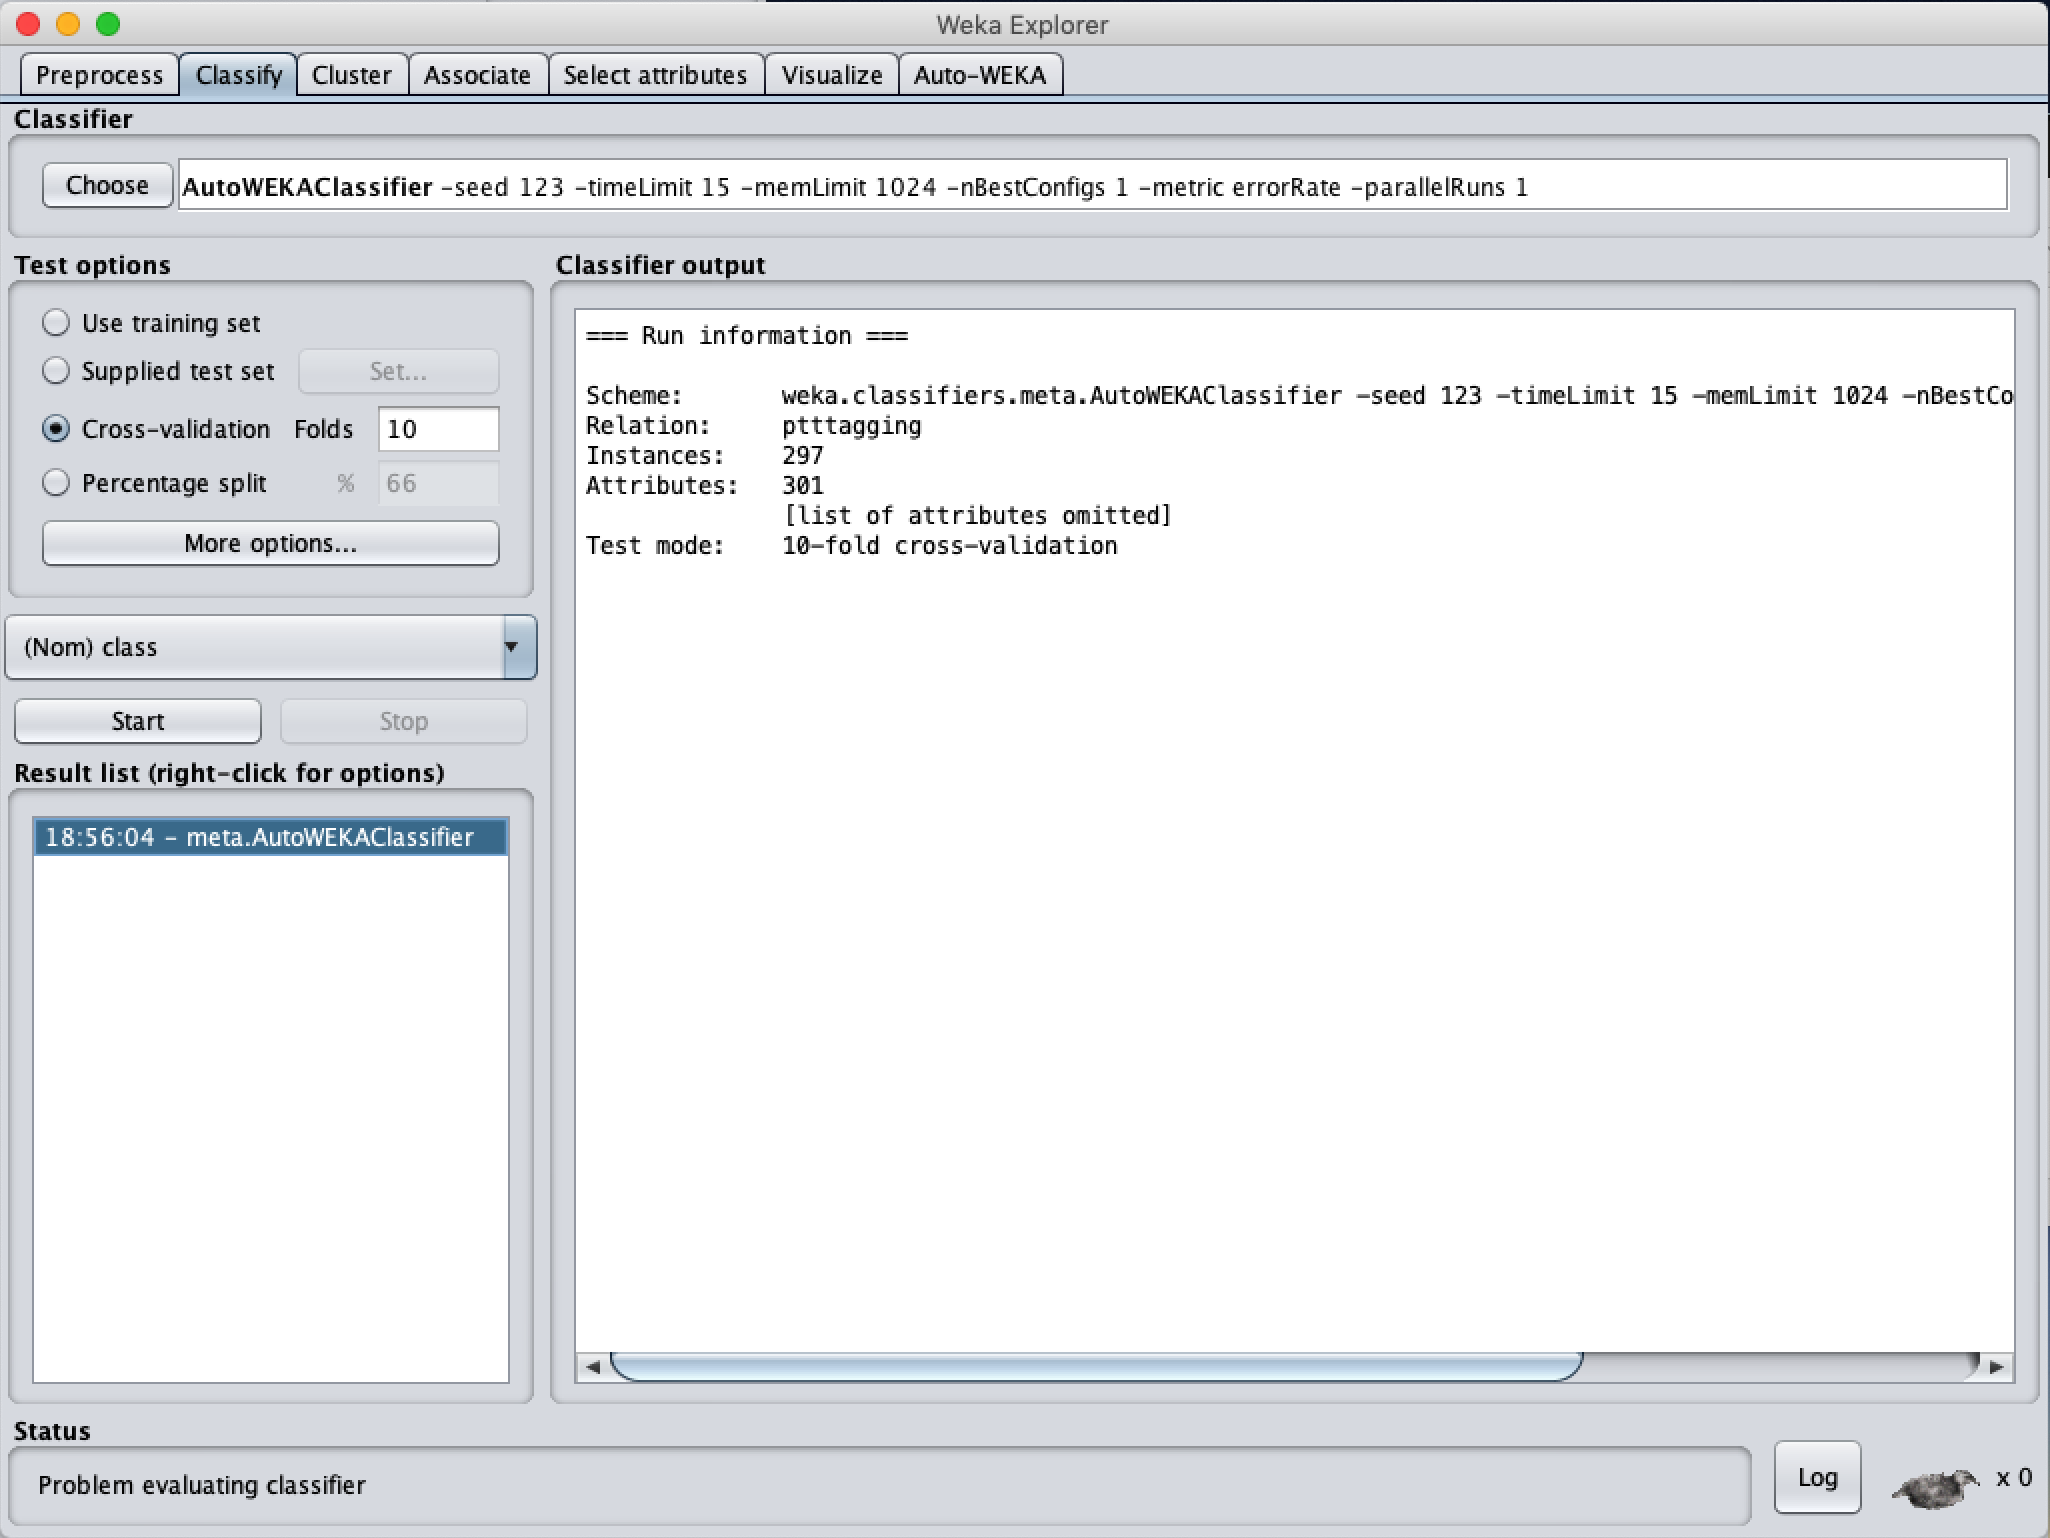 Weka Explorer
Preprocess Classify Cluster Associate Select attributes Visualize Auto-WEKA
Classifier
Choose AutoWEKAClassifier -seed 123 -timeLimit 15 -memLimit 1024 -nBestConfigs 1 -metric errorRate -parallelRuns 1
Test options
Use training set
Supplied test set Set...
Cross-validation Folds 10
Percentage split % 66
More options...
(Nom) class
Start Stop
Result list (right-click for options)
18:56:04 - meta.AutoWEKAClassifier
Classifier output
=== Run information ===
Scheme: weka.classifiers.meta.AutoWEKAClassifier -seed 123 -timeLimit 15 -memLimit 1024 -nBestCo
Relation: ptttagging
Instances: 297
Attributes: 301
[list of attributes omitted]
Test mode: 10-fold cross-validation
Status
Problem evaluating classifier
Log x 0